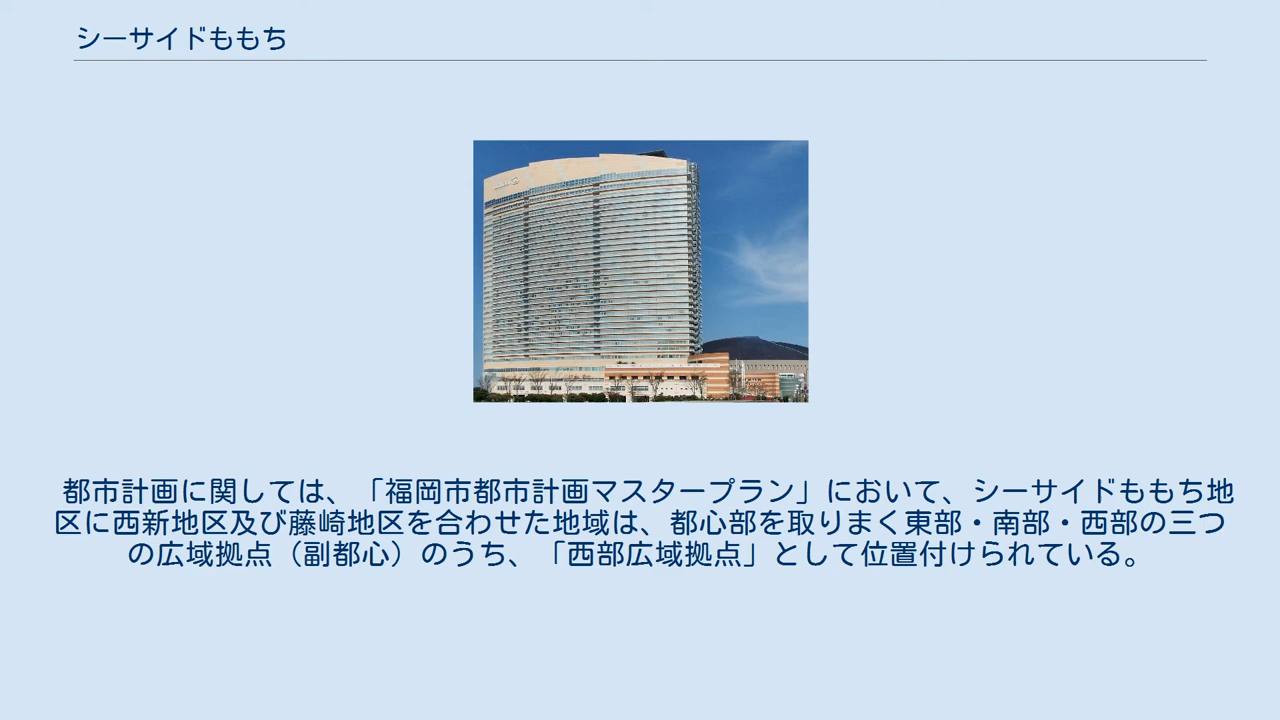 シーサイドももち
都市計画に関しては、「福岡市都市計画マスタープラン」において、シーサイドももち地
区に西新地区及び藤崎地区を合わせた地域は、都心部を取りまく東部・南部・西部の三つ
の広域拠点（副都心）のうち、「西部広域拠点」として位置付けられている。